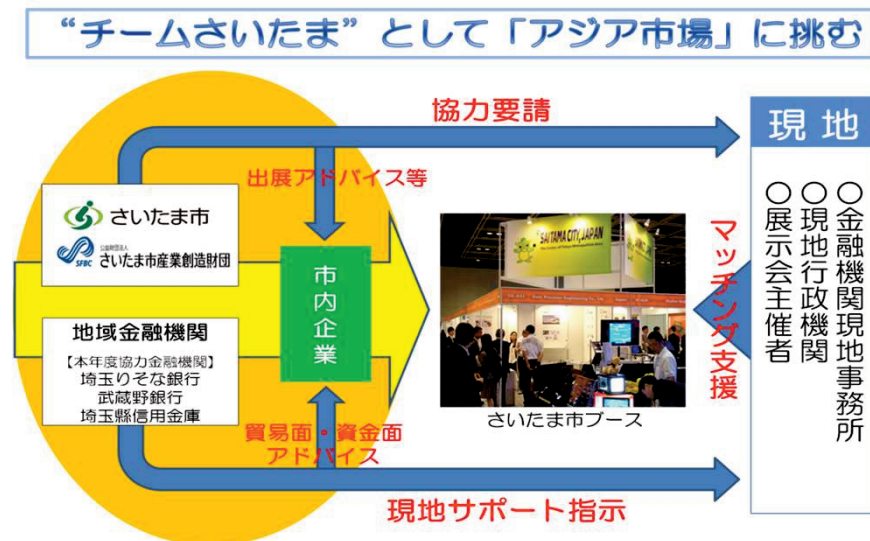 “チームさいたま” として「アジア市場」に挑む
協力要請
出展アドバイス等
さいたま市
公益財団法人
SFBC さいたま市産業創造財団
地域金融機関
【本年度協力金融機関】
埼玉りそな銀行
武蔵野銀行
埼玉縣信用金庫
市内企業
貿易面・資金面
アドバイス
SAITAMA CITY, JAPAN
さいたま市ブース
マッチング支援
現地サポート指示
現地
○金融機関現地事務所
○現地行政機関
○展示会主催者